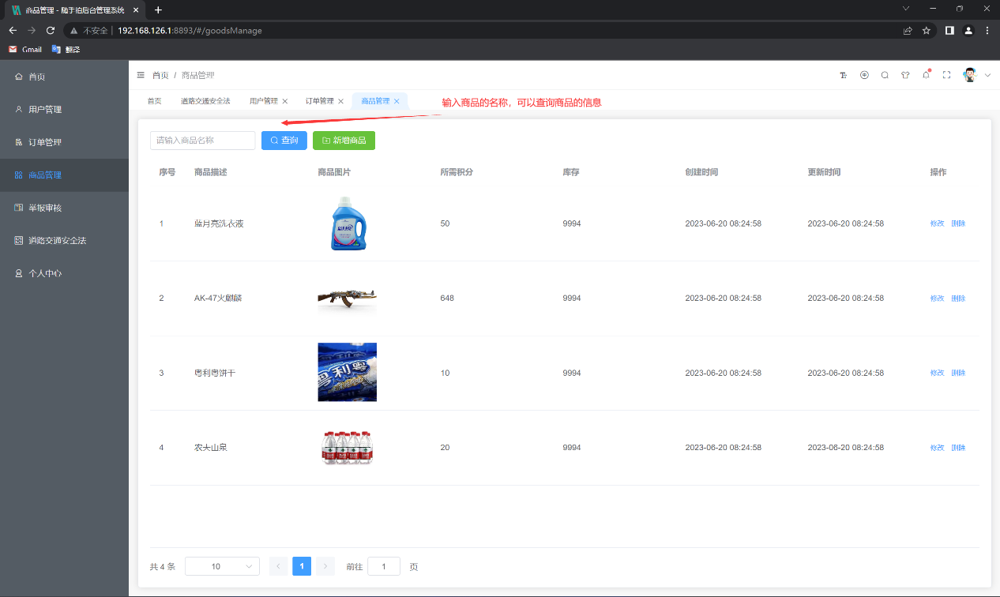 商品管理 - 随手拍后台管理系统
不安全 192.168.126.1:8893/#/goodsManage
Gmail 翻译
首页
用户管理
订单管理
商品管理
举报审核
道路交通安全法
个人中心
首页 / 商品管理
首页 道路交通安全法 用户管理 订单管理 商品管理
输入商品的名称，可以查询商品的信息
请输入商品名称 查询 新增商品
序号 商品描述 商品图片 所需积分 库存 创建时间 更新时间 操作
1 蓝月亮洗衣液 50 9994 2023-06-20 08:24:58 2023-06-20 08:24:58 修改 删除
蓝月亮
2 AK-47火麒麟 648 9994 2023-06-20 08:24:58 2023-06-20 08:24:58 修改 删除
3 粤利粤饼干 10 9994 2023-06-20 08:24:58 2023-06-20 08:24:58 修改 删除
粤利粤
4 农夫山泉 20 9994 2023-06-20 08:24:58 2023-06-20 08:24:58 修改 删除
共 4 条 10 1 前往 1 页